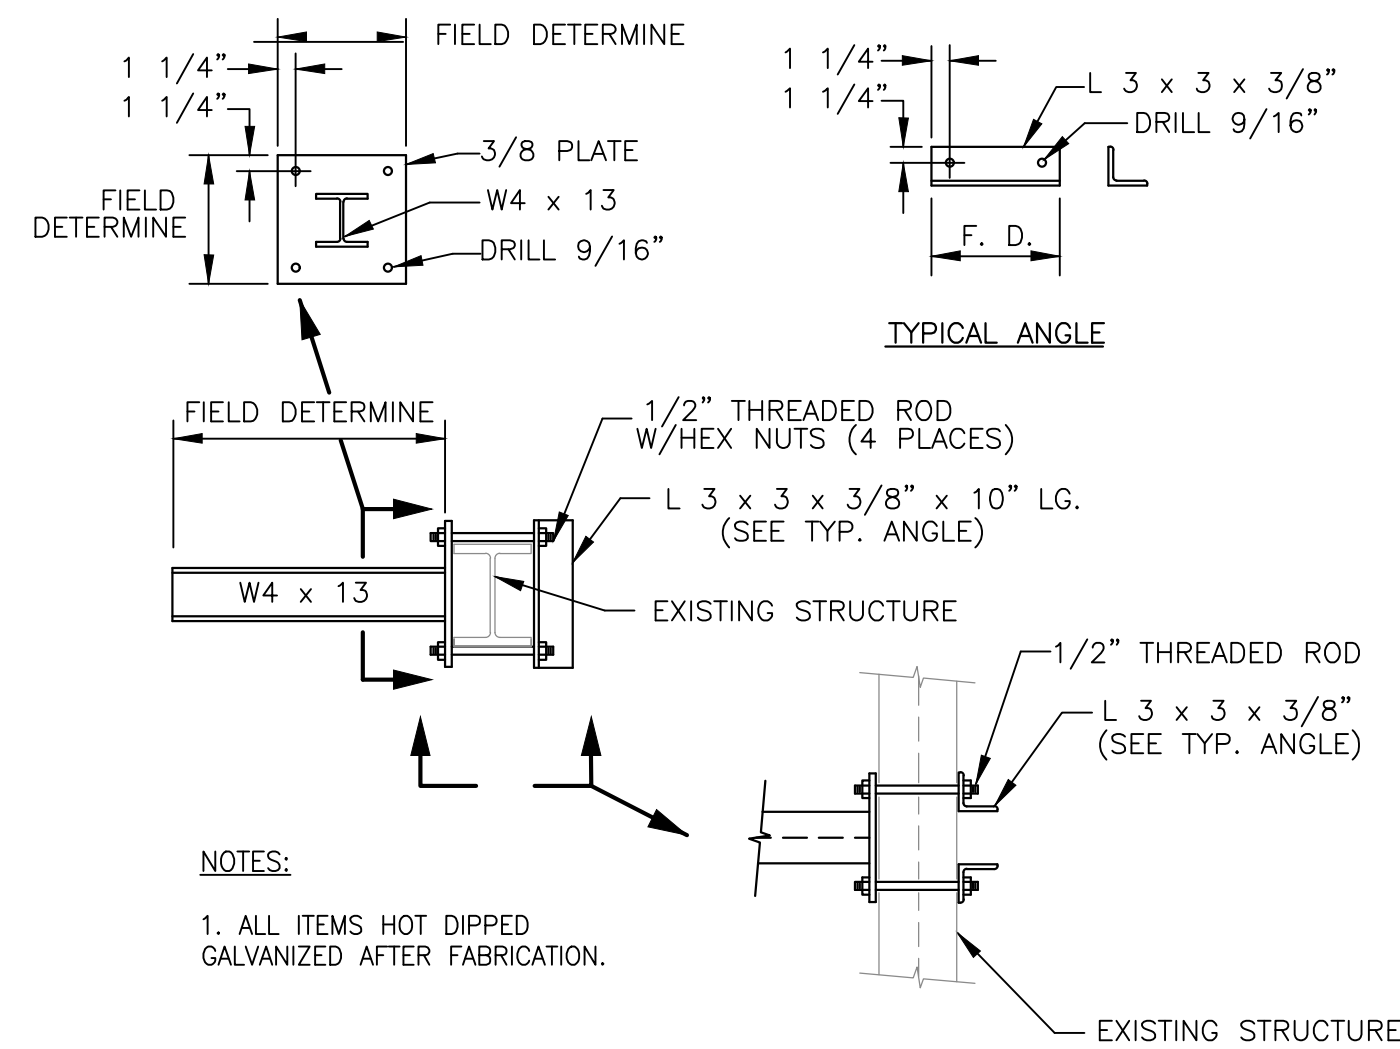 FIELD DETERMINE
1 1/4"
1 1/4"
3/8 PLATE
FIELD
DETERMINE
W4 x 13
DRILL 9/16"
1 1/4"
1 1/4"
L 3 x 3 x 3/8"
DRILL 9/16"
F. D.
TYPICAL ANGLE
FIELD DETERMINE
1/2" THREADED ROD
W/HEX NUTS (4 PLACES)
L 3 x 3 x 3/8" x 10" LG.
(SEE TYP. ANGLE)
W4 x 13
EXISTING STRUCTURE
1/2" THREADED ROD
L 3 x 3 x 3/8"
(SEE TYP. ANGLE)
NOTES:
1. ALL ITEMS HOT DIPPED
GALVANIZED AFTER FABRICATION.
EXISTING STRUCTURE